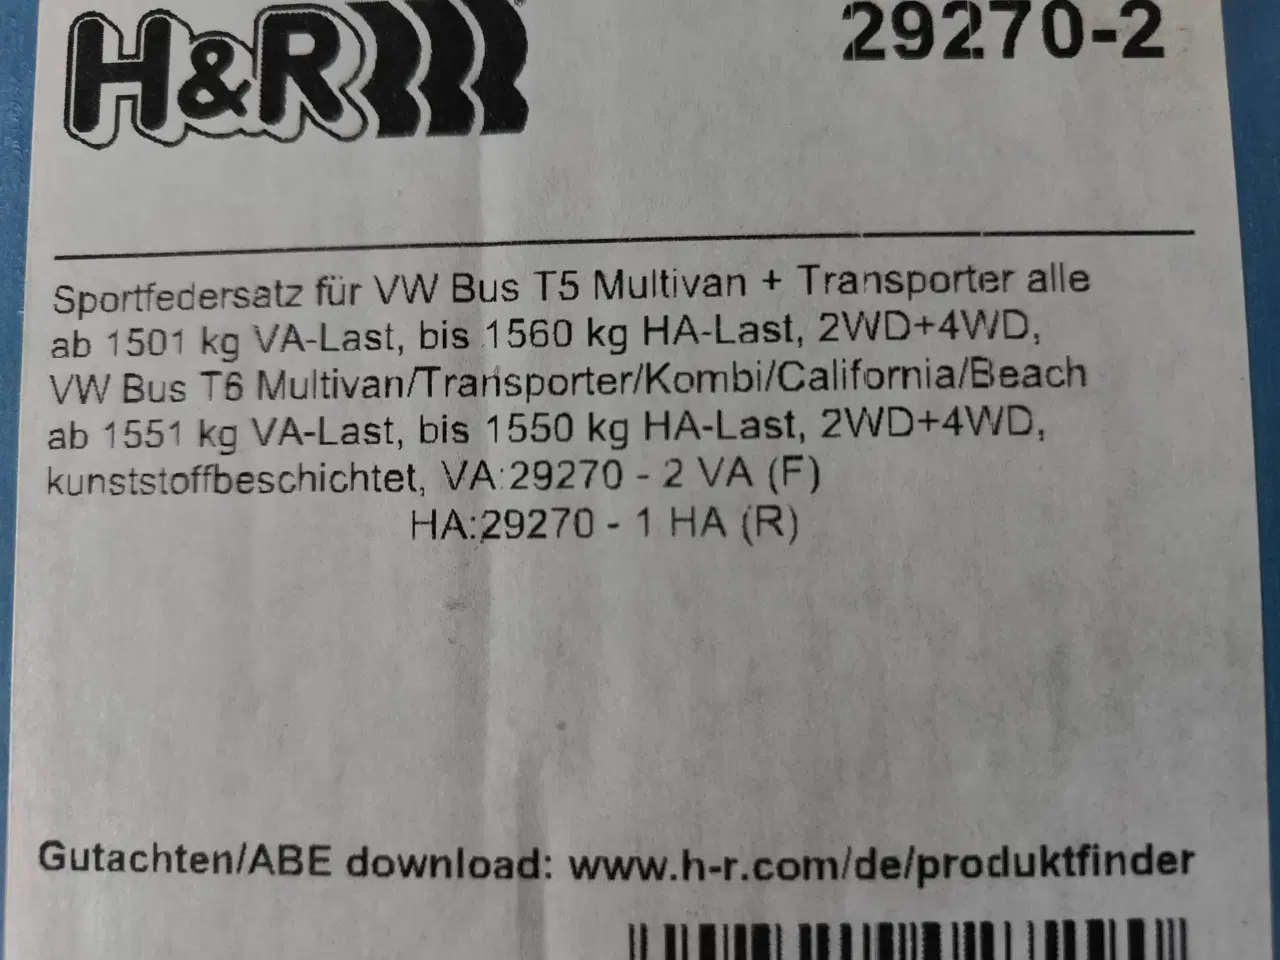 H&R® 29270-2
Sportfedersatz für VW Bus T5 Multivan + Transporter alle
ab 1501 kg VA-Last, bis 1560 kg HA-Last, 2WD+4WD,
VW Bus T6 Multivan/Transporter/Kombi/California/Beach
ab 1551 kg VA-Last, bis 1550 kg HA-Last, 2WD+4WD,
kunststoffbeschichtet, VA:29270 - 2 VA (F)
HA:29270 - 1 HA (R)
Gutachten/ABE download: www.h-r.com/de/produktfinder